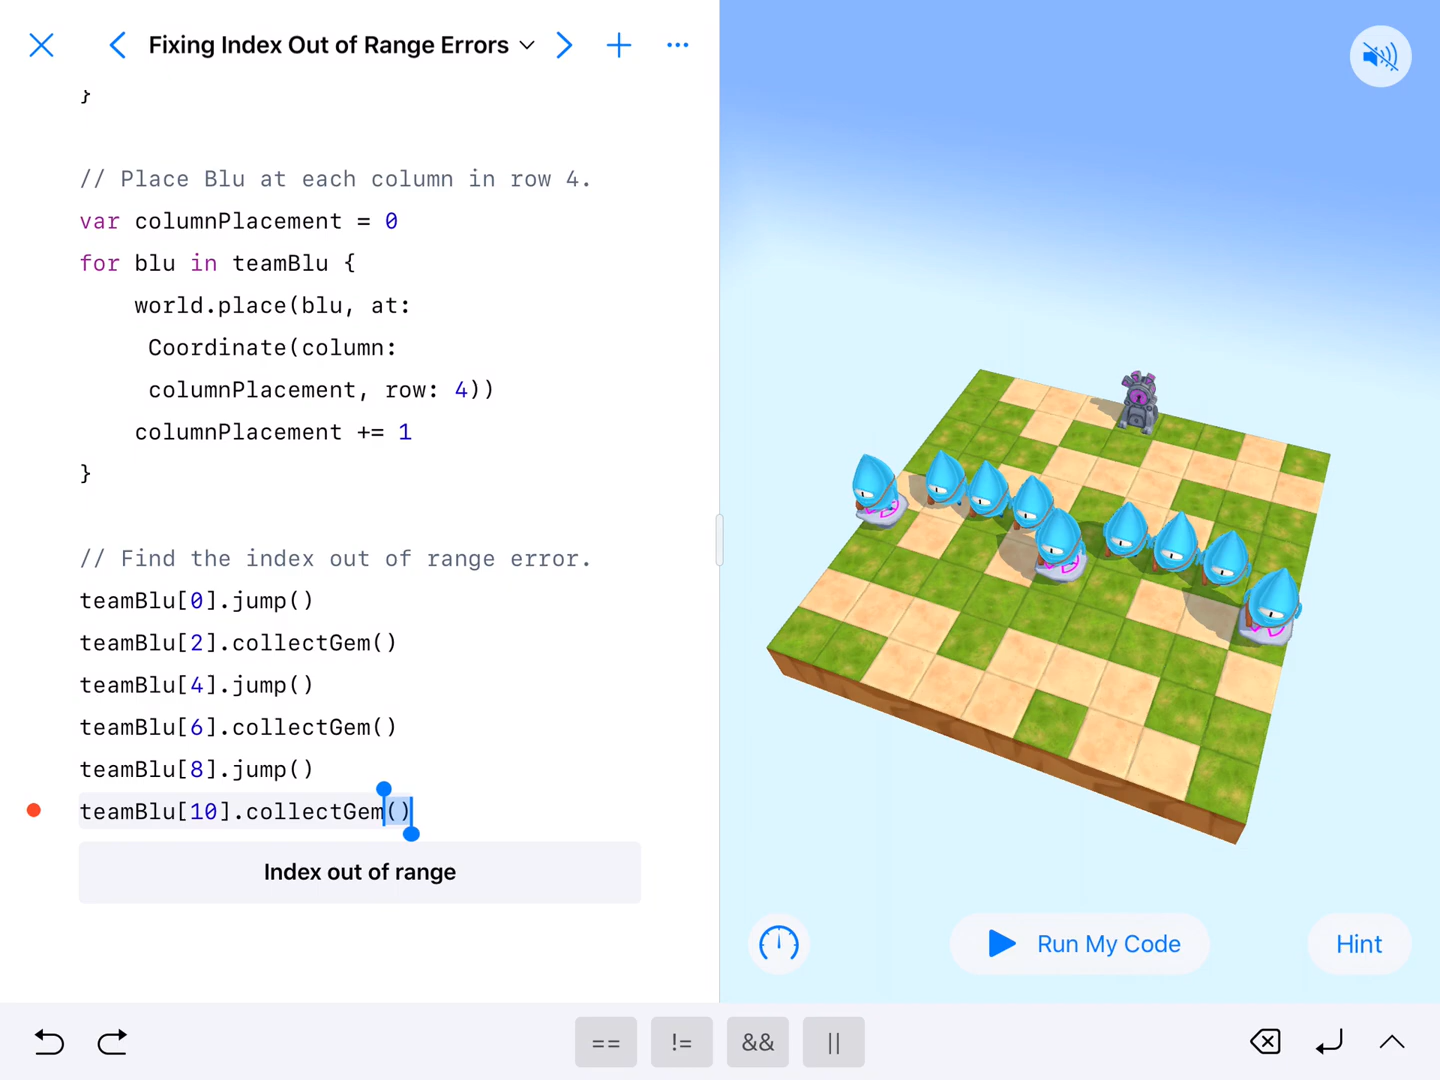 Fixing Index Out of Range Errors
}
// Place Blu at each column in row 4.
var columnPlacement = 0
for blu in teamBlu {
world.place(blu, at:
Coordinate(column:
columnPlacement, row: 4))
columnPlacement += 1
}
// Find the index out of range error.
teamBlu[0].jump()
teamBlu[2].collectGem()
teamBlu[4].jump()
teamBlu[6].collectGem()
teamBlu[8].jump()
teamBlu[10].collectGem()
Index out of range
Run My Code
Hint
== != && ||